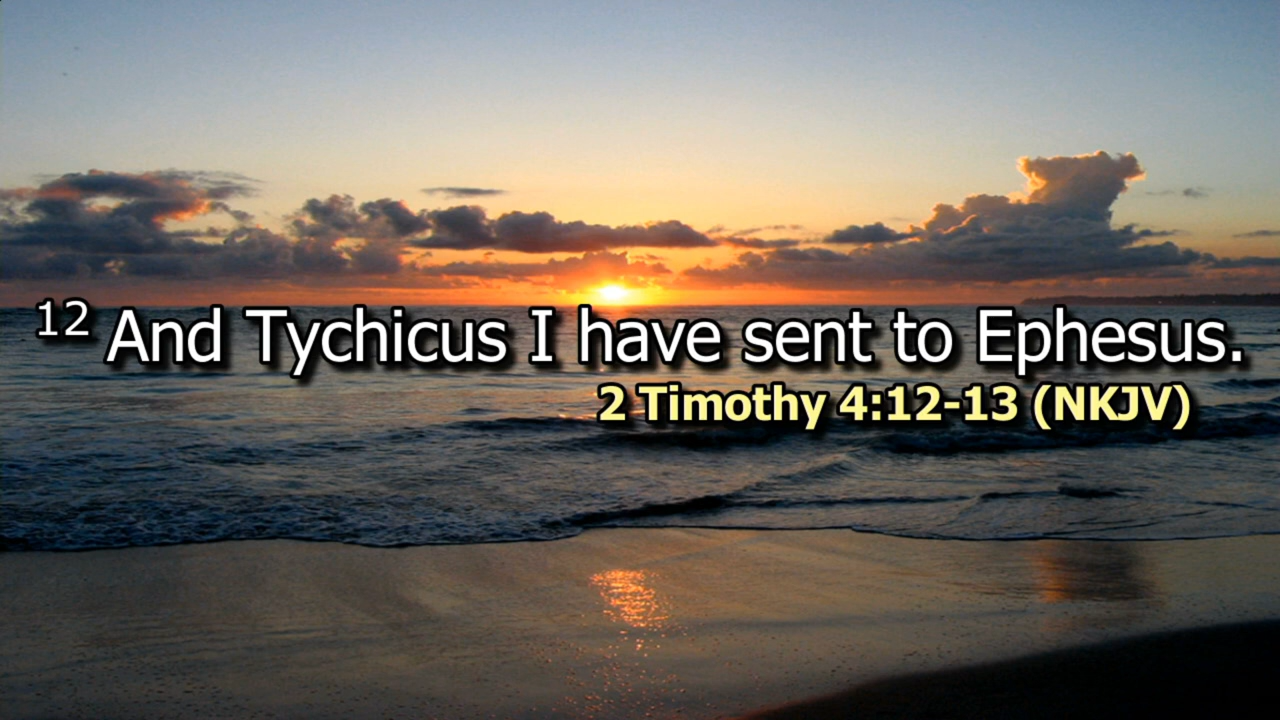 12 And Tychicus I have sent to Ephesus.
2 Timothy 4:12-13 (NKJV)